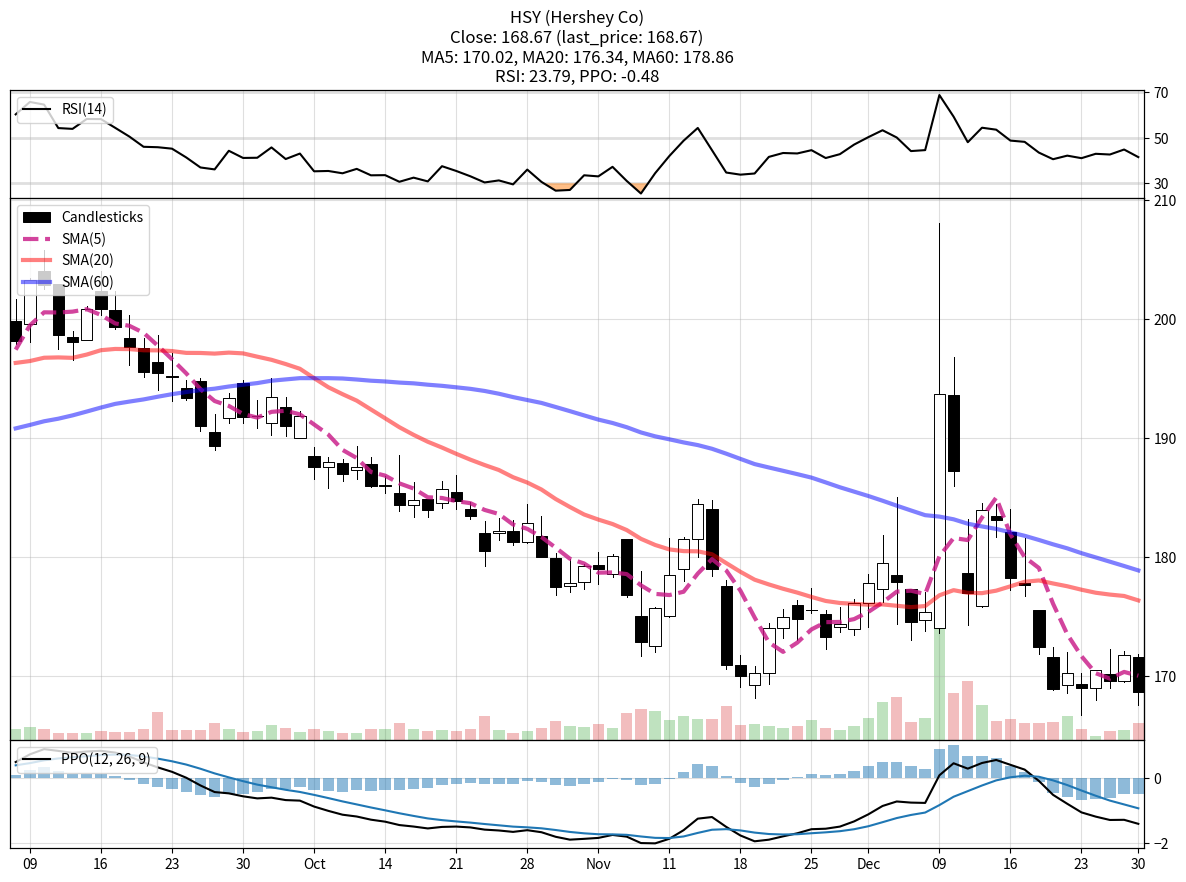 HSY (Hershey Co)
Close: 168.67 (last_price: 168.67)
MA5: 170.02, MA20: 176.34, MA60: 178.86
RSI: 23.79, PPO: -0.48
RSI(14)
70
50
30
Candlesticks
SMA(5)
SMA(20)
SMA(60)
210
200
190
180
170
PPO(12, 26, 9)
0
−2
09 16 23 30 Oct 14 21 28 Nov 11 18 25 Dec 09 16 23 30